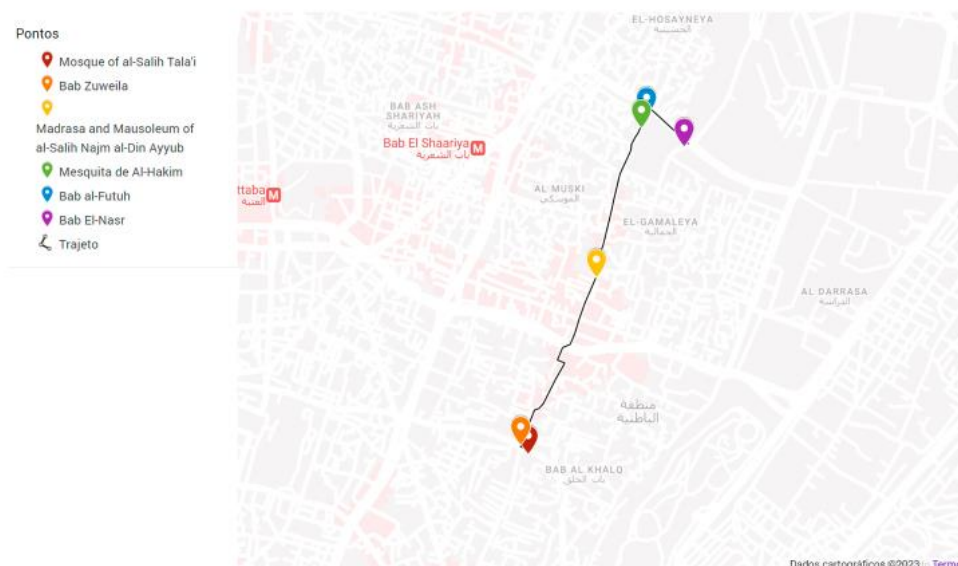 Pontos
Mosque of al-Salih Tala'i
Bab Zuweila
Madrasa and Mausoleum of
al-Salih Najm al-Din Ayyub
Mesquita de Al-Hakim
Bab al-Futuh
Bab El-Nasr
Trajeto
EL-HOSAYNEYA
الحسينية
BAB ASH
SHARIYAH
باب الشعرية
Bab El Shaariya M
باب الشعرية
ttaba M
العتبة
AL MUSKI
الموسكي
EL-GAMALEYA
الجمالية
AL DARRASA
الدراسة
منطقة
الباطنية
BAB AL KHALQ
باب الخلق
Dados cartográficos ©2023 Termo